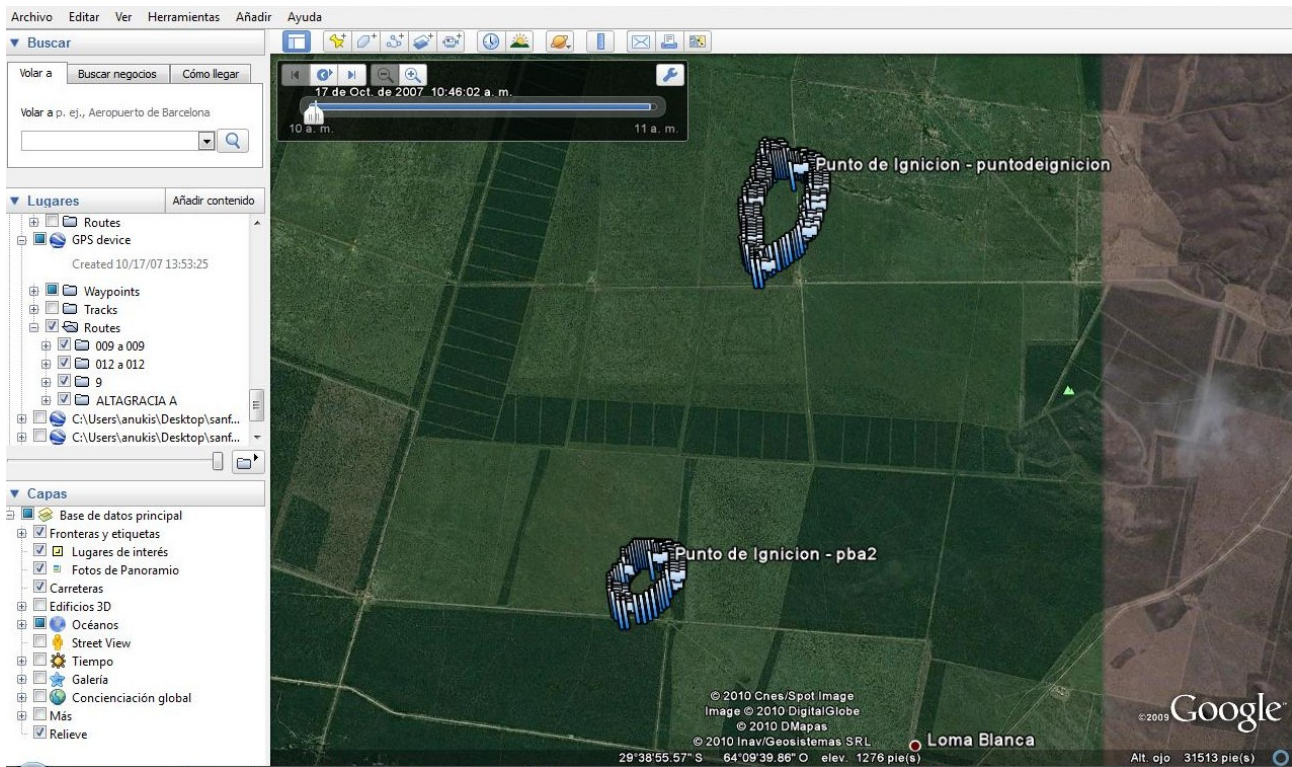 Archivo Editar Ver Herramientas Añadir Ayuda
Buscar
Volar a Buscar negocios Cómo llegar
Volar a p. ej., Aeropuerto de Barcelona
Lugares Añadir contenido
Routes
GPS device
Created 10/17/07 13:53:25
Waypoints
Tracks
Routes
009 a 009
012 a 012
9
ALTAGRACIA A
C:\Users\anukis\Desktop\sanf...
C:\Users\anukis\Desktop\sanf...
Capas
Base de datos principal
Fronteras y etiquetas
Lugares de interés
Fotos de Panoramio
Carreteras
Edificios 3D
Océanos
Street View
Tiempo
Galería
Concienciación global
Más
Relieve
17 de Oct. de 2007 10:46:02 a. m.
10 a. m. 11 a. m.
Punto de Ignicion - puntodeignicion
Punto de Ignicion - pba2
© 2010 Cnes/Spot Image
Image © 2010 DigitalGlobe
© 2010 DMapas
© 2010 Inav/Geosistemas SRL
Loma Blanca
©2009 Google
29°38'55.57" S 64°09'39.86" O elev. 1276 pie(s) Alt. ojo 31513 pie(s)